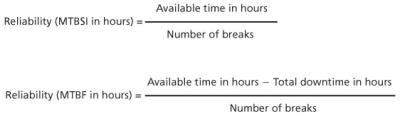 Available time in hours
Reliability (MTBSI in hours) =
Number of breaks
Available time in hours − Total downtime in hours
Reliability (MTBF in hours) =
Number of breaks